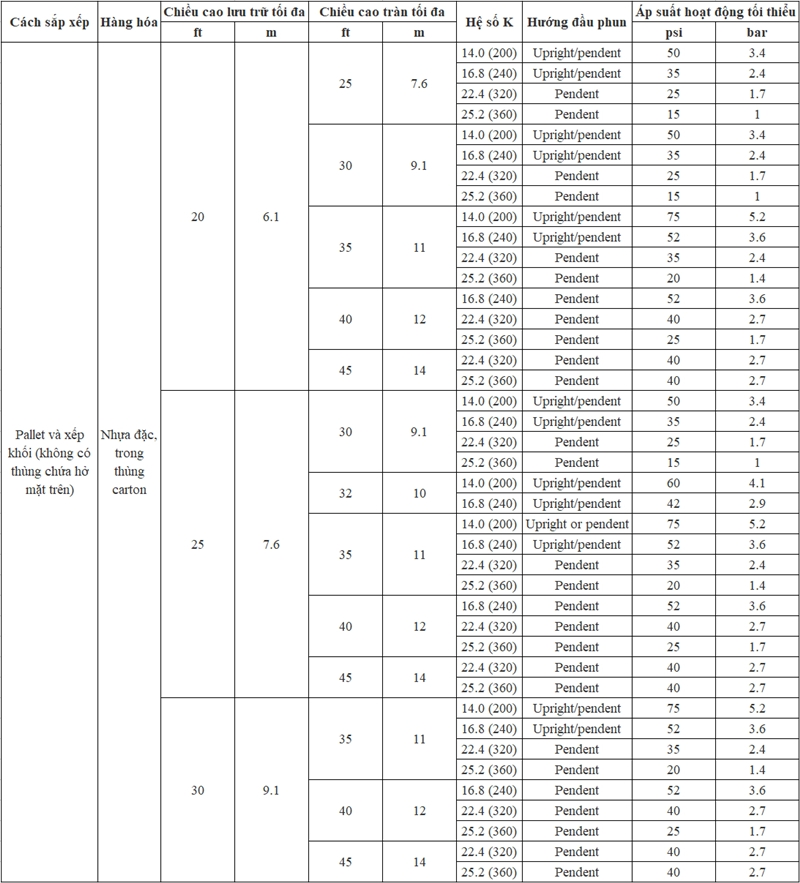 Cách sắp xếp Hàng hóa Chiều cao lưu trữ tối đa Chiều cao tràn tối đa Hệ số K Hướng đầu phun Áp suất hoạt động tối thiểu
ft m ft m psi bar
14.0 (200) Upright/pendent 50 3.4
16.8 (240) Upright/pendent 35 2.4
25 7.6
22.4 (320) Pendent 25 1.7
25.2 (360) Pendent 15 1
14.0 (200) Upright/pendent 50 3.4
16.8 (240) Upright/pendent 35 2.4
30 9.1
22.4 (320) Pendent 25 1.7
25.2 (360) Pendent 15 1
20 6.1
14.0 (200) Upright/pendent 75 5.2
16.8 (240) Upright/pendent 52 3.6
35 11
22.4 (320) Pendent 35 2.4
25.2 (360) Pendent 20 1.4
16.8 (240) Pendent 52 3.6
40 12 22.4 (320) Pendent 40 2.7
25.2 (360) Pendent 25 1.7
45 14
22.4 (320) Pendent 40 2.7
25.2 (360) Pendent 40 2.7
14.0 (200) Upright/pendent 50 3.4
16.8 (240) Upright/pendent 35 2.4
30 9.1
Pallet và xếp Nhựa đặc,
22.4 (320) Pendent 25 1.7
khối (không có trong
25.2 (360) Pendent 15 1
thùng chứa hở thùng
14.0 (200) Upright/pendent 60 4.1
mặt trên) carton
32 10
16.8 (240) Upright/pendent 42 2.9
14.0 (200) Upright or pendent 75 5.2
25 7.6
16.8 (240) Upright/pendent 52 3.6
35 11
22.4 (320) Pendent 35 2.4
25.2 (360) Pendent 20 1.4
16.8 (240) Pendent 52 3.6
40 12 22.4 (320) Pendent 40 2.7
25.2 (360) Pendent 25 1.7
45 14
22.4 (320) Pendent 40 2.7
25.2 (360) Pendent 40 2.7
14.0 (200) Upright/pendent 75 5.2
16.8 (240) Upright/pendent 52 3.6
35 11
22.4 (320) Pendent 35 2.4
25.2 (360) Pendent 20 1.4
30 9.1
16.8 (240) Pendent 52 3.6
40 12 22.4 (320) Pendent 40 2.7
25.2 (360) Pendent 25 1.7
45 14
22.4 (320) Pendent 40 2.7
25.2 (360) Pendent 40 2.7